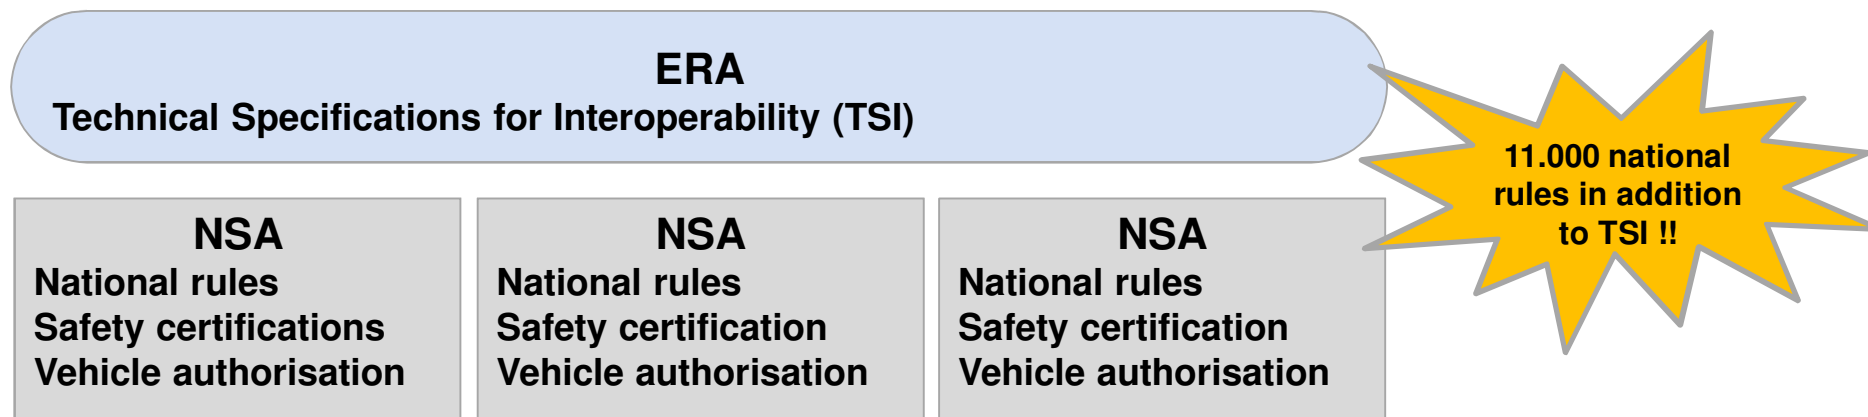 ERA
Technical Specifications for Interoperability (TSI)
11.000 national
rules in addition
to TSI !!
NSA
National rules
Safety certifications
Vehicle authorisation
NSA
National rules
Safety certification
Vehicle authorisation
NSA
National rules
Safety certification
Vehicle authorisation